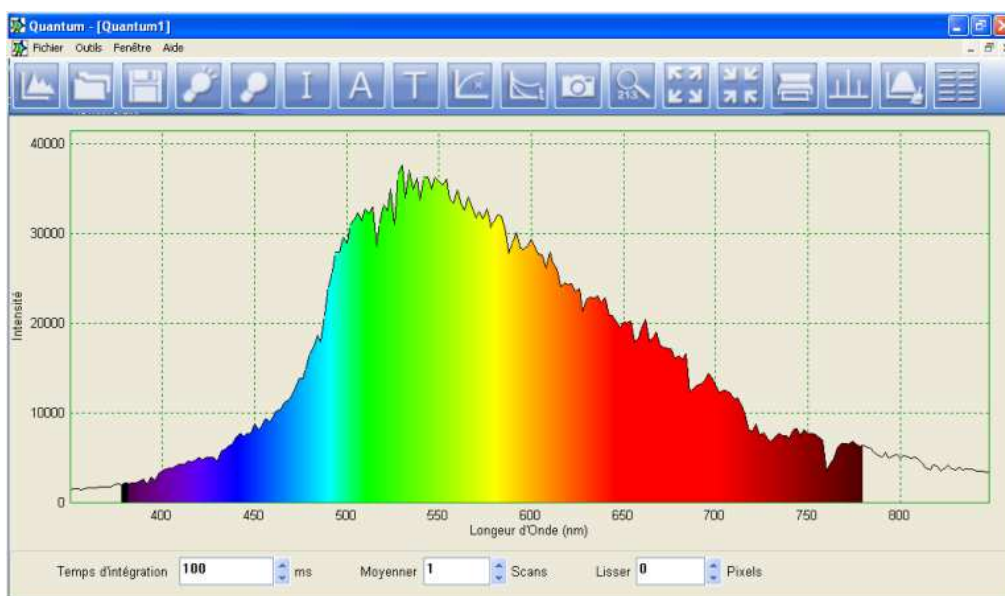 Quantum - [Quantum1]
Fichier Outils Fenêtre Aide
I A T x t 213
40000
30000
Intensité
20000
10000
0
400 450 500 550 600 650 700 750 800
Longeur d'Onde (nm)
Temps d'intégration 100 ms Moyenner 1 Scans Lisser 0 Pixels